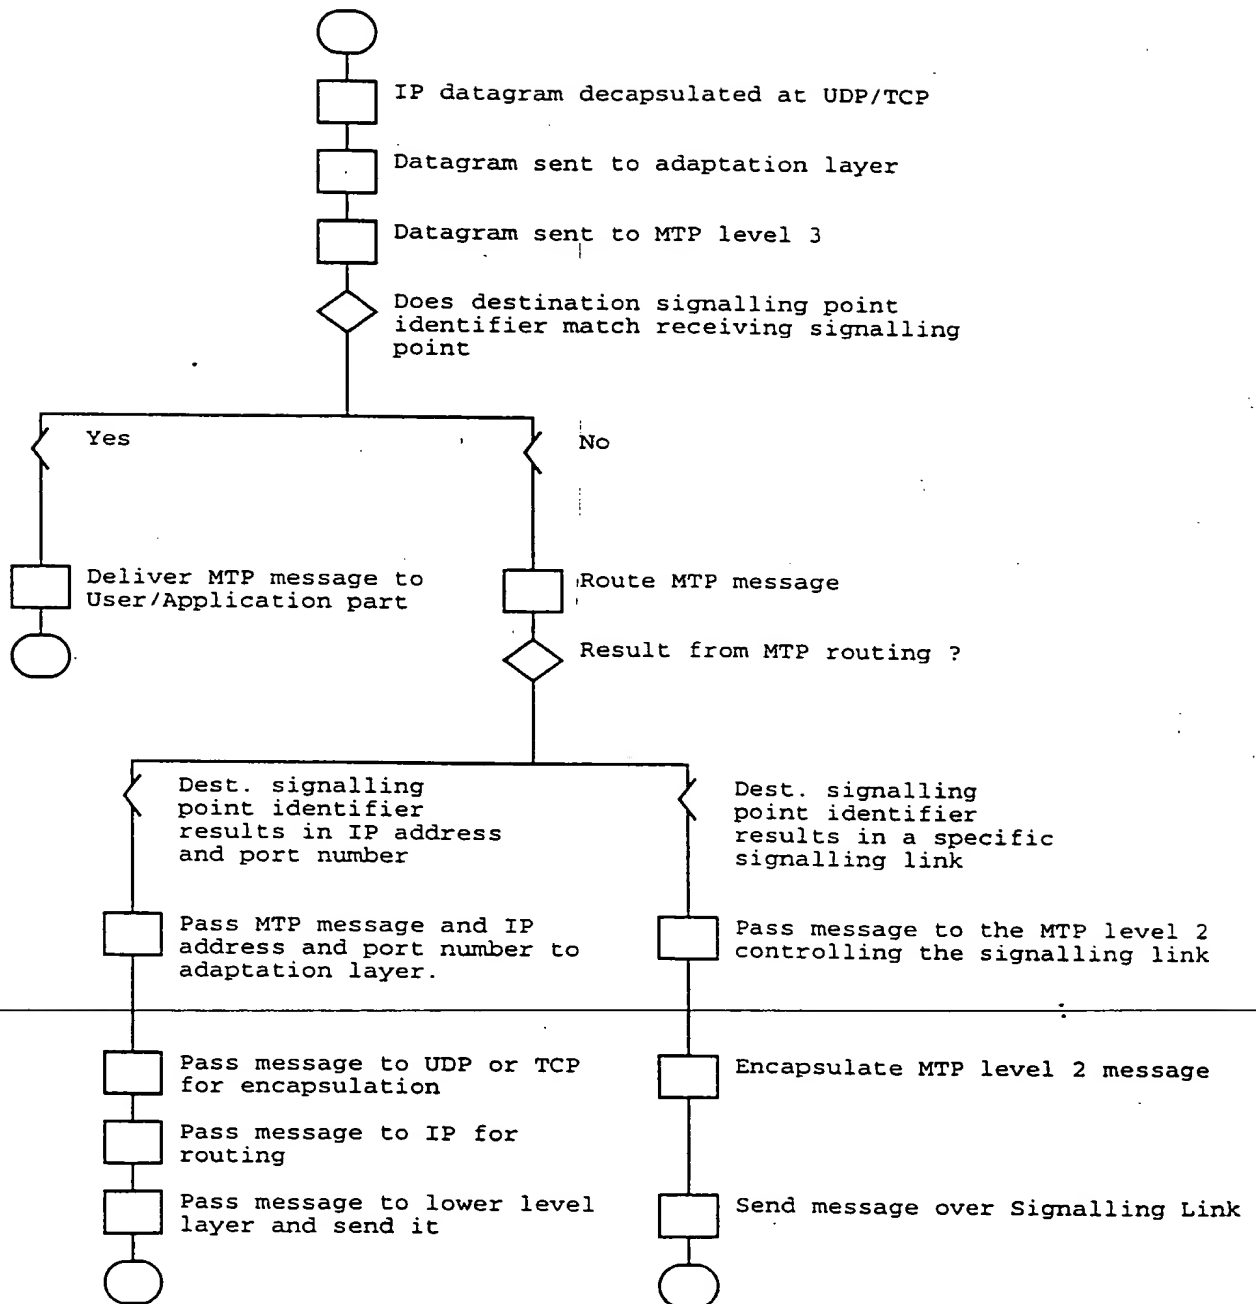 IP datagram decapsulated at UDP/TCP
Datagram sent to adaptation layer
Datagram sent to MTP level 3
Does destination signalling point
identifier match receiving signalling
point
Yes
No
Deliver MTP message to
User/Application part
Route MTP message
Result from MTP routing ?
Dest. signalling
point identifier
results in IP address
and port number
Dest. signalling
point identifier
results in a specific
signalling link
Pass MTP message and IP
address and port number to
adaptation layer.
Pass message to the MTP level 2
controlling the signalling link
Pass message to UDP or TCP
for encapsulation
Encapsulate MTP level 2 message
Pass message to IP for
routing
Pass message to lower level
layer and send it
Send message over Signalling Link